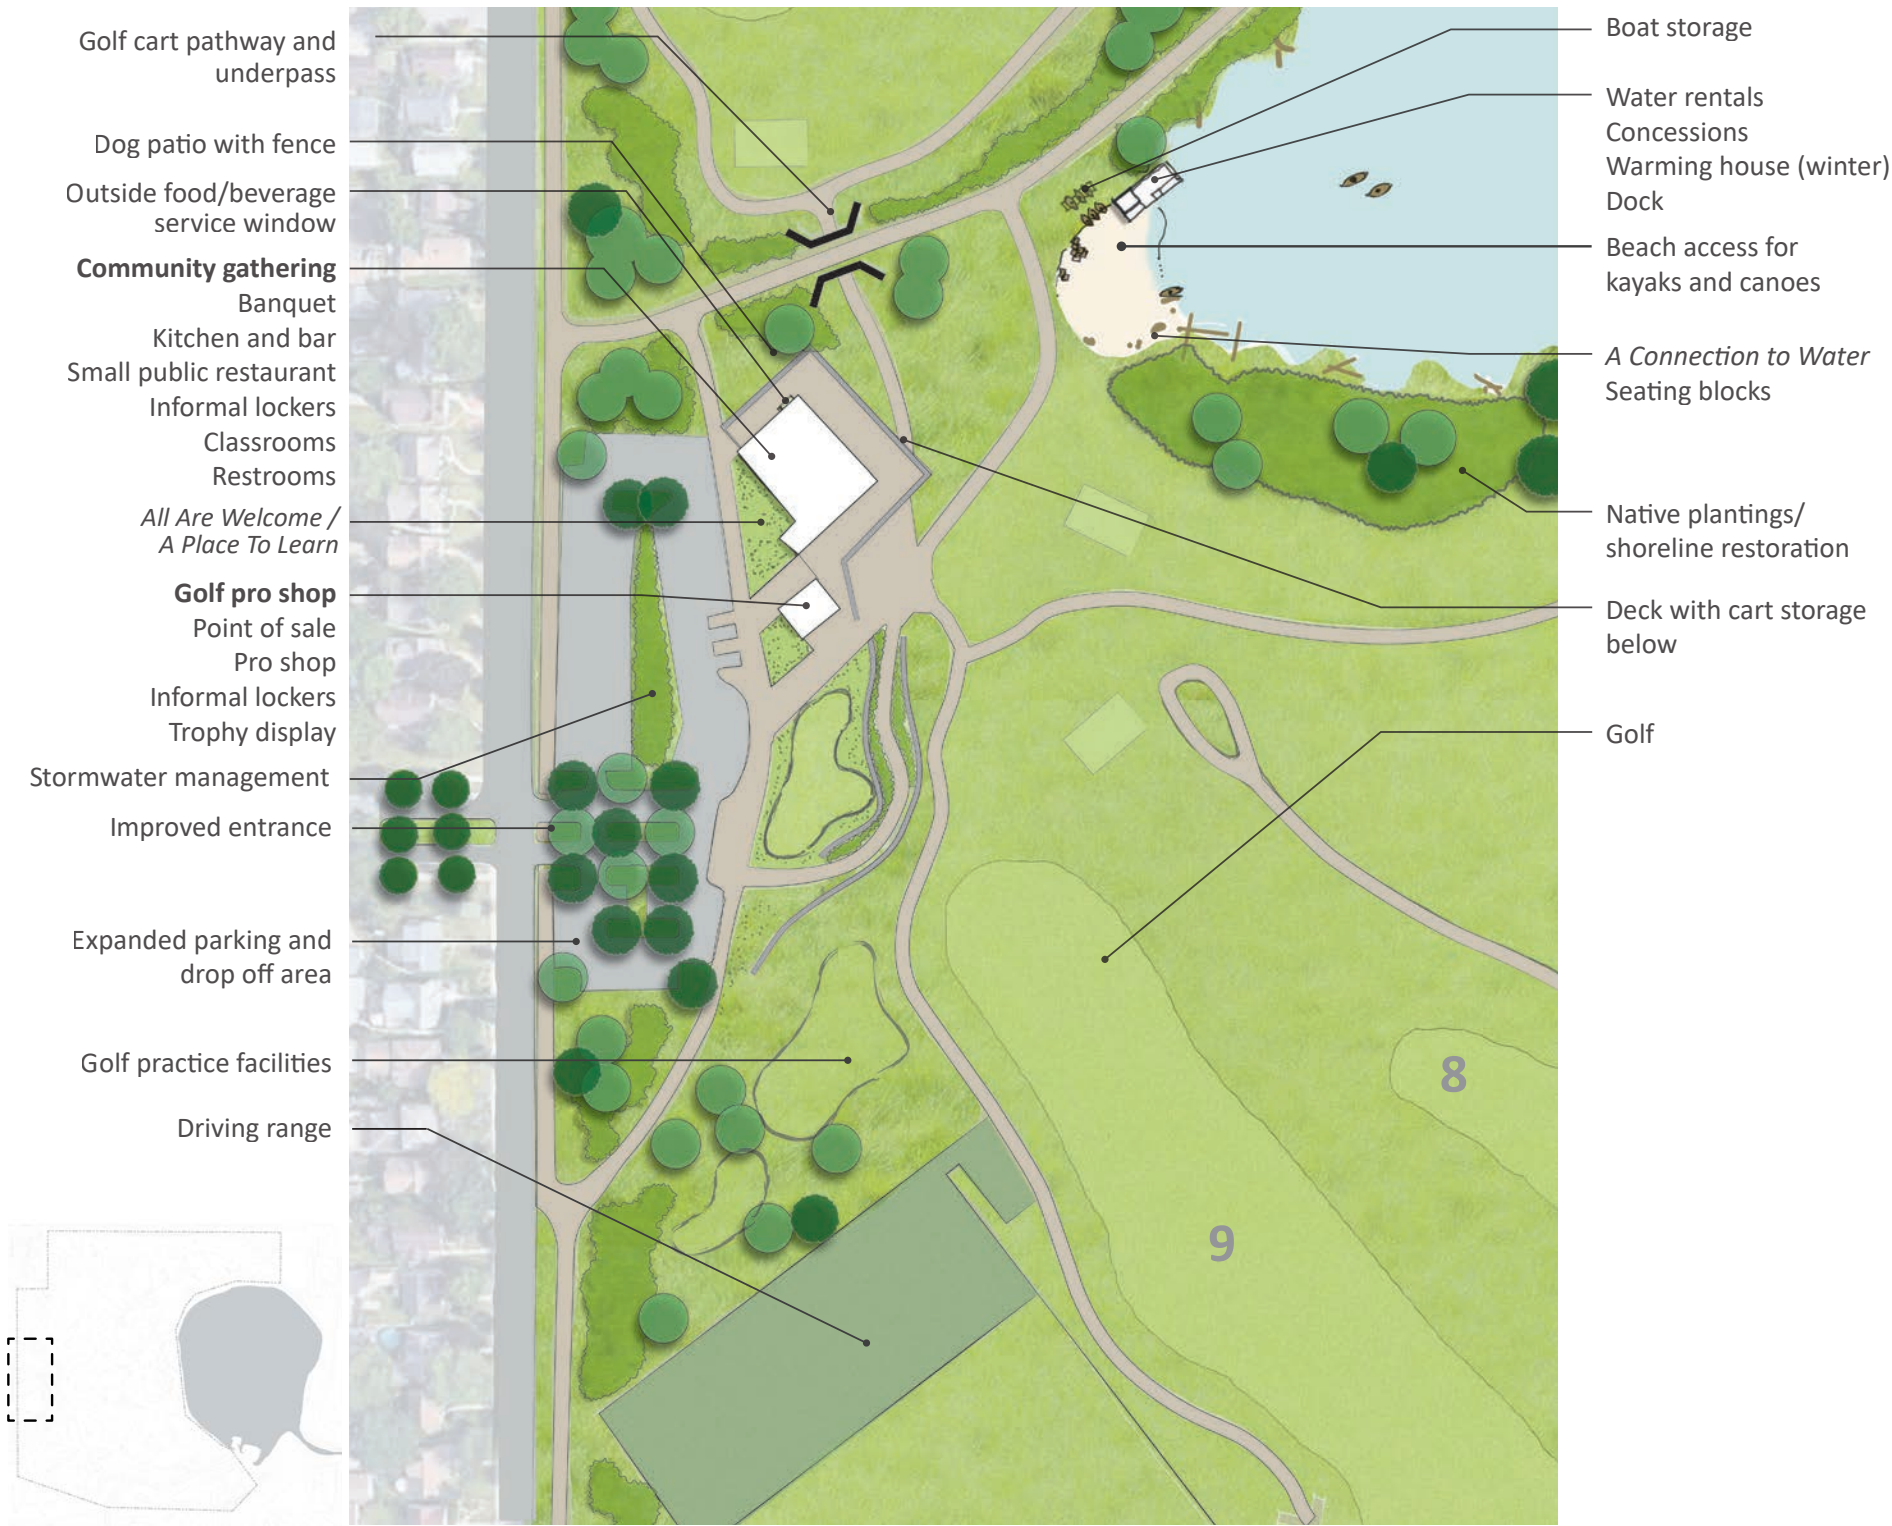 Golf cart pathway and
underpass
Dog patio with fence
Outside food/beverage
service window
Community gathering
Banquet
Kitchen and bar
Small public restaurant
Informal lockers
Classrooms
Restrooms
All Are Welcome /
A Place To Learn
Golf pro shop
Point of sale
Pro shop
Informal lockers
Trophy display
Stormwater management
Improved entrance
Expanded parking and
drop off area
Golf practice facilities
Driving range
Boat storage
Water rentals
Concessions
Warming house (winter)
Dock
Beach access for
kayaks and canoes
A Connection to Water
Seating blocks
Native plantings/
shoreline restoration
Deck with cart storage
below
Golf
8
9